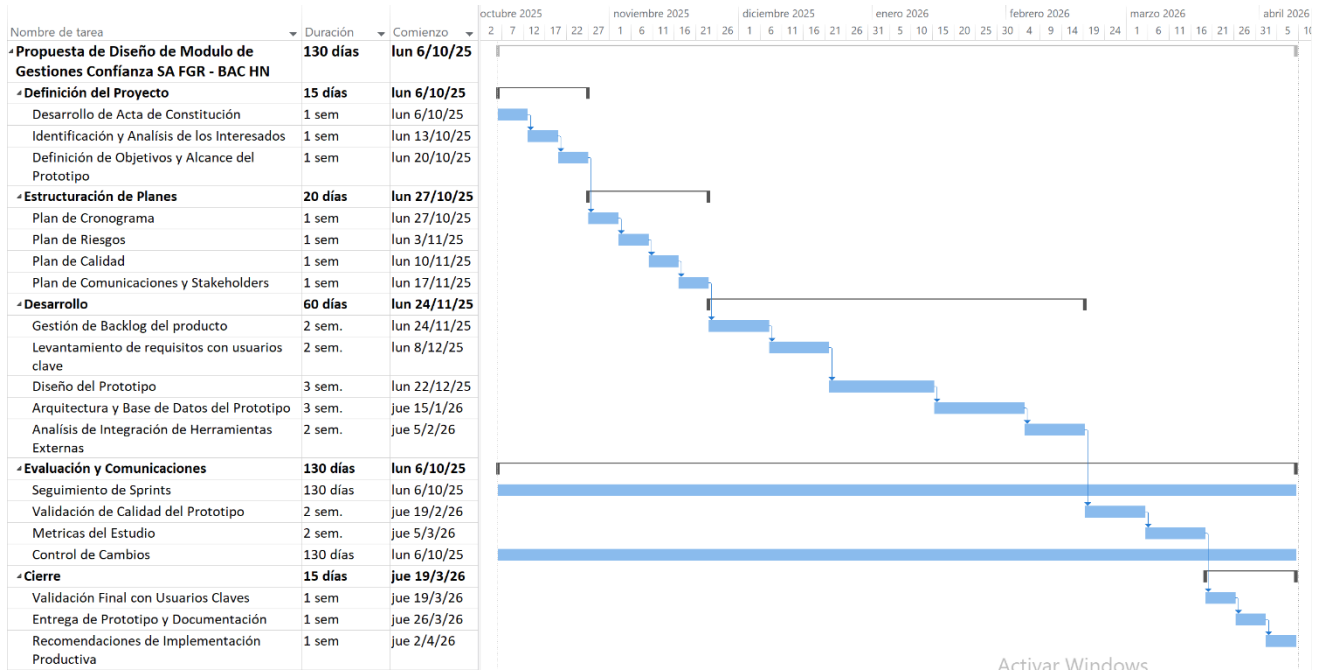 octubre 2025 noviembre 2025 diciembre 2025 enero 2026 febrero 2026 marzo 2026 abril 2026
Nombre de tarea Duración Comienzo 2 7 12 17 22 27 1 6 11 16 21 26 1 6 11 16 21 26 31 5 10 15 20 25 30 4 9 14 19 24 1 6 11 16 21 26 31 5 10
Propuesta de Diseño de Modulo de 130 días lun 6/10/25
Gestiones Confíanza SA FGR - BAC HN
Definición del Proyecto 15 días lun 6/10/25
Desarrollo de Acta de Constitución 1 sem lun 6/10/25
Identificación y Analísis de los Interesados 1 sem lun 13/10/25
Definición de Objetivos y Alcance del 1 sem lun 20/10/25
Prototipo
Estructuración de Planes 20 días lun 27/10/25
Plan de Cronograma 1 sem lun 27/10/25
Plan de Riesgos 1 sem lun 3/11/25
Plan de Calidad 1 sem lun 10/11/25
Plan de Comunicaciones y Stakeholders 1 sem lun 17/11/25
Desarrollo 60 días lun 24/11/25
Gestión de Backlog del producto 2 sem. lun 24/11/25
Levantamiento de requisitos con usuarios 2 sem. lun 8/12/25
clave
Diseño del Prototipo 3 sem. lun 22/12/25
Arquitectura y Base de Datos del Prototipo 3 sem. jue 15/1/26
Analísis de Integración de Herramientas 2 sem. jue 5/2/26
Externas
Evaluación y Comunicaciones 130 días lun 6/10/25
Seguimiento de Sprints 130 días lun 6/10/25
Validación de Calidad del Prototipo 2 sem. jue 19/2/26
Metricas del Estudio 2 sem. jue 5/3/26
Control de Cambios 130 días lun 6/10/25
Cierre 15 días jue 19/3/26
Validación Final con Usuarios Claves 1 sem jue 19/3/26
Entrega de Prototipo y Documentación 1 sem jue 26/3/26
Recomendaciones de Implementación 1 sem jue 2/4/26
Productiva
Activar Windows